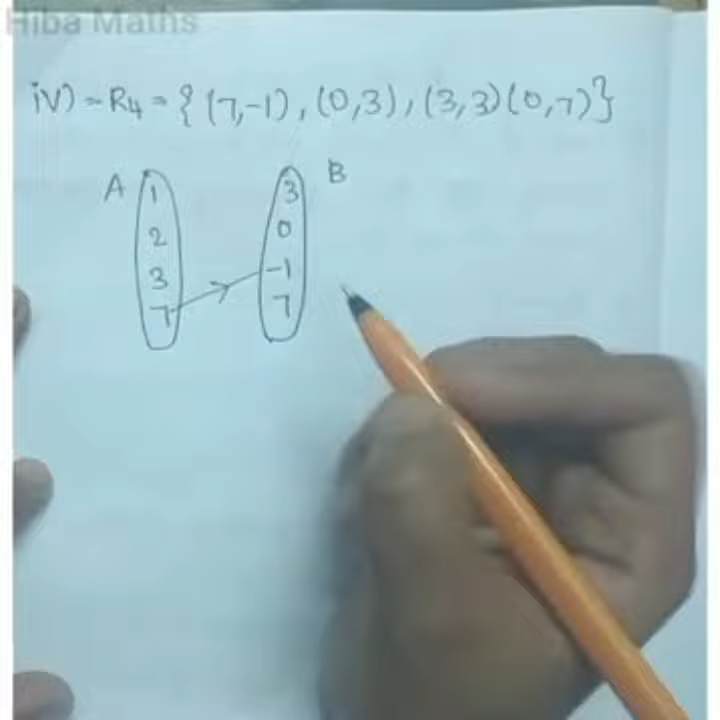 Hiba Maths
iv) - R₄ = {(7,-1), (0,3), (3,3)(0,7)}
A 1 3 B
2 0
3 -1
7 7